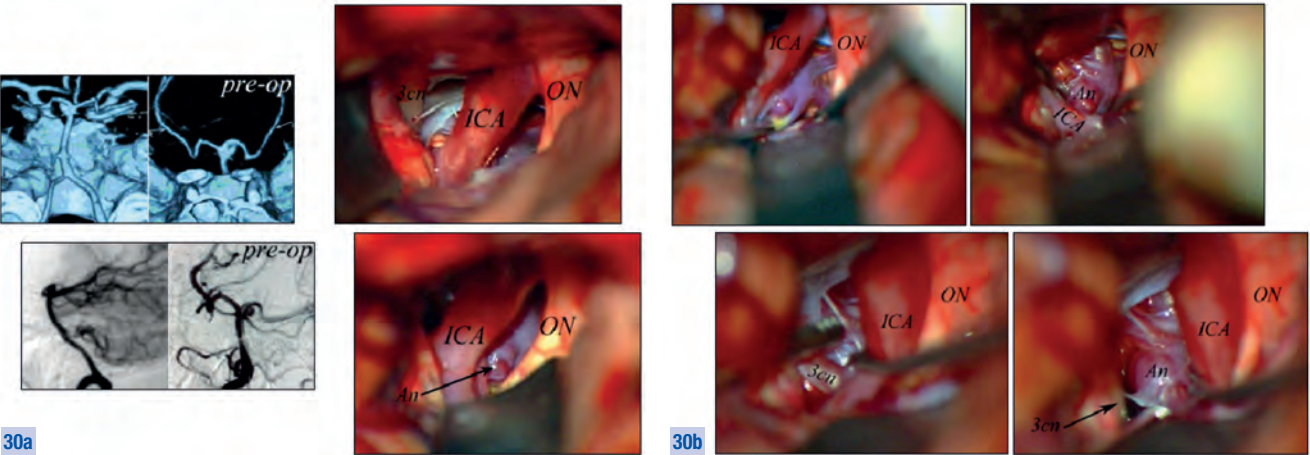 pre-op
pre-op
30a
3cn
ICA
ON
ICA
ON
An
ICA
ON
ON
An
ICA
30b
3cn
ICA
ON
An
ICA
ON
3cn